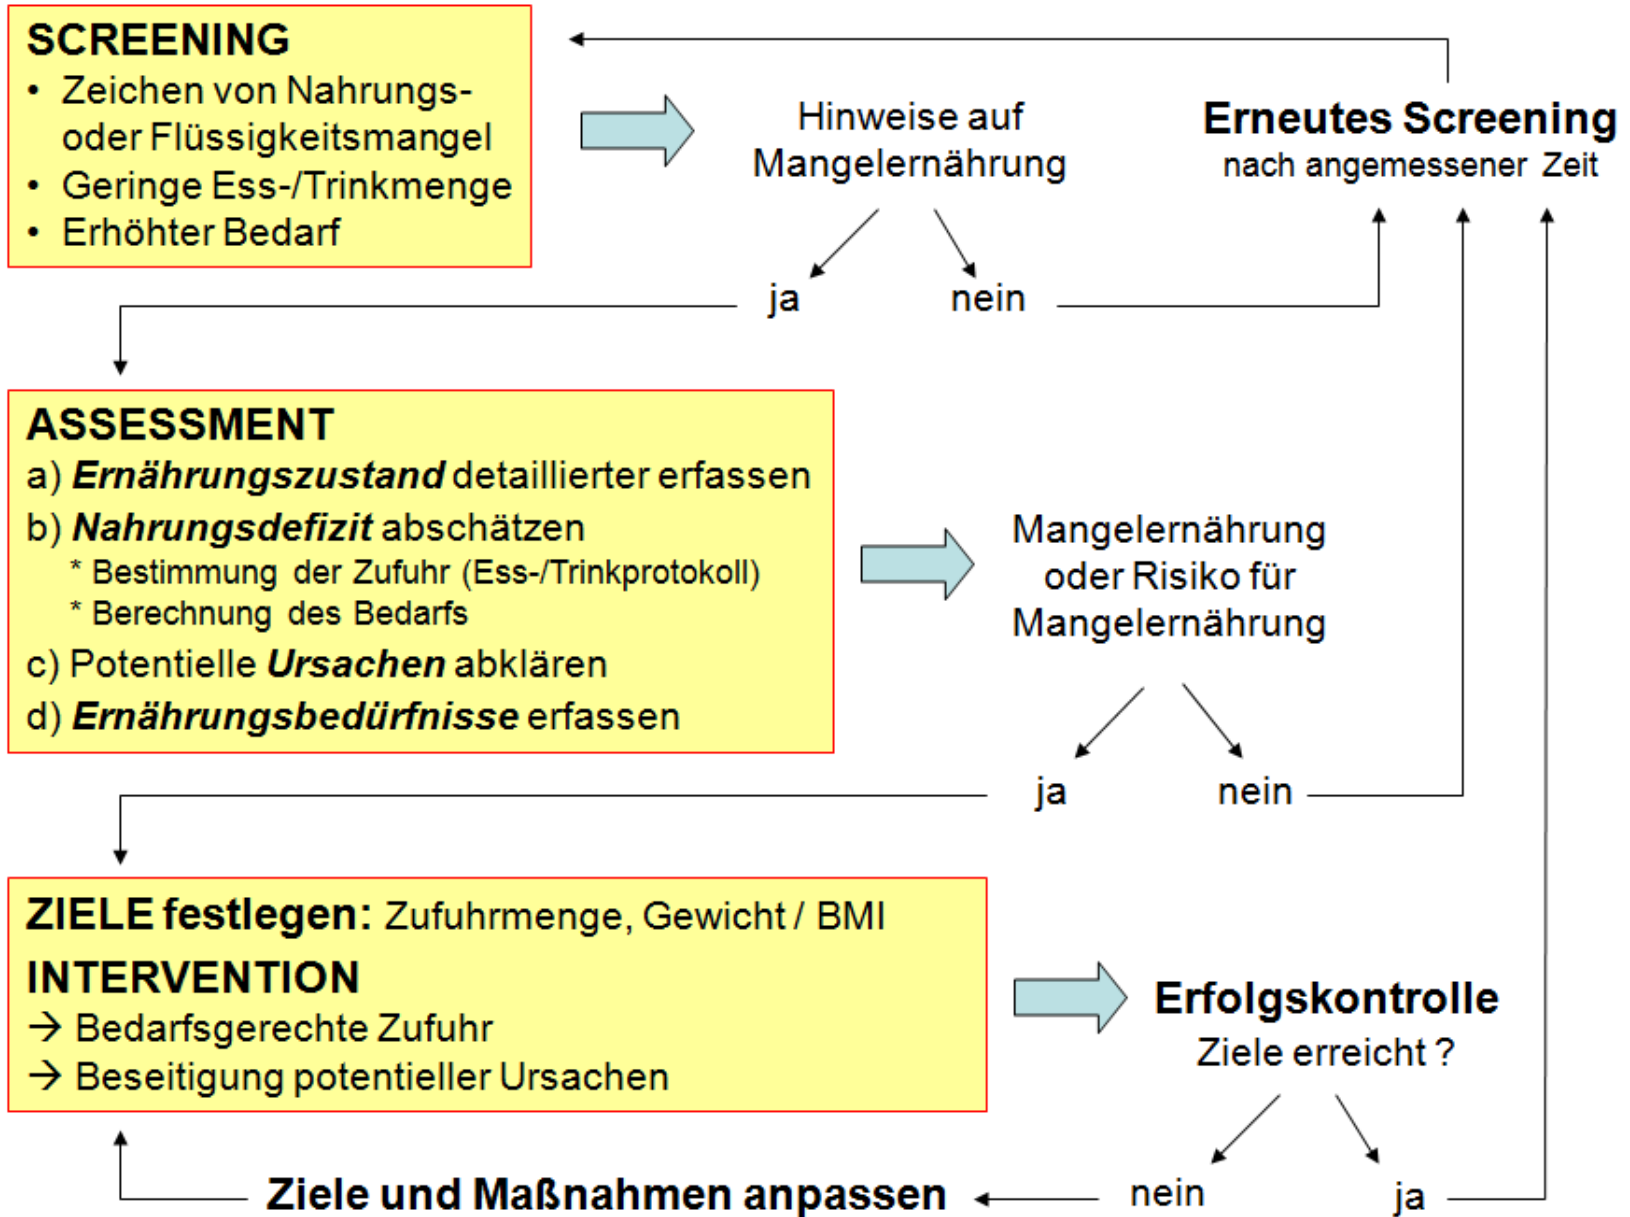 SCREENING
• Zeichen von Nahrungs-
oder Flüssigkeitsmangel
• Geringe Ess-/Trinkmenge
• Erhöhter Bedarf
Hinweise auf
Mangelernährung
Erneutes Screening
nach angemessener Zeit
ja
nein
ASSESSMENT
a) Ernährungszustand detaillierter erfassen
b) Nahrungsdefizit abschätzen
* Bestimmung der Zufuhr (Ess-/Trinkprotokoll)
* Berechnung des Bedarfs
c) Potentielle Ursachen abklären
d) Ernährungsbedürfnisse erfassen
Mangelernährung
oder Risiko für
Mangelernährung
ja
nein
ZIELE festlegen: Zufuhrmenge, Gewicht / BMI
INTERVENTION
→ Bedarfsgerechte Zufuhr
→ Beseitigung potentieller Ursachen
Erfolgskontrolle
Ziele erreicht ?
nein
ja
Ziele und Maßnahmen anpassen